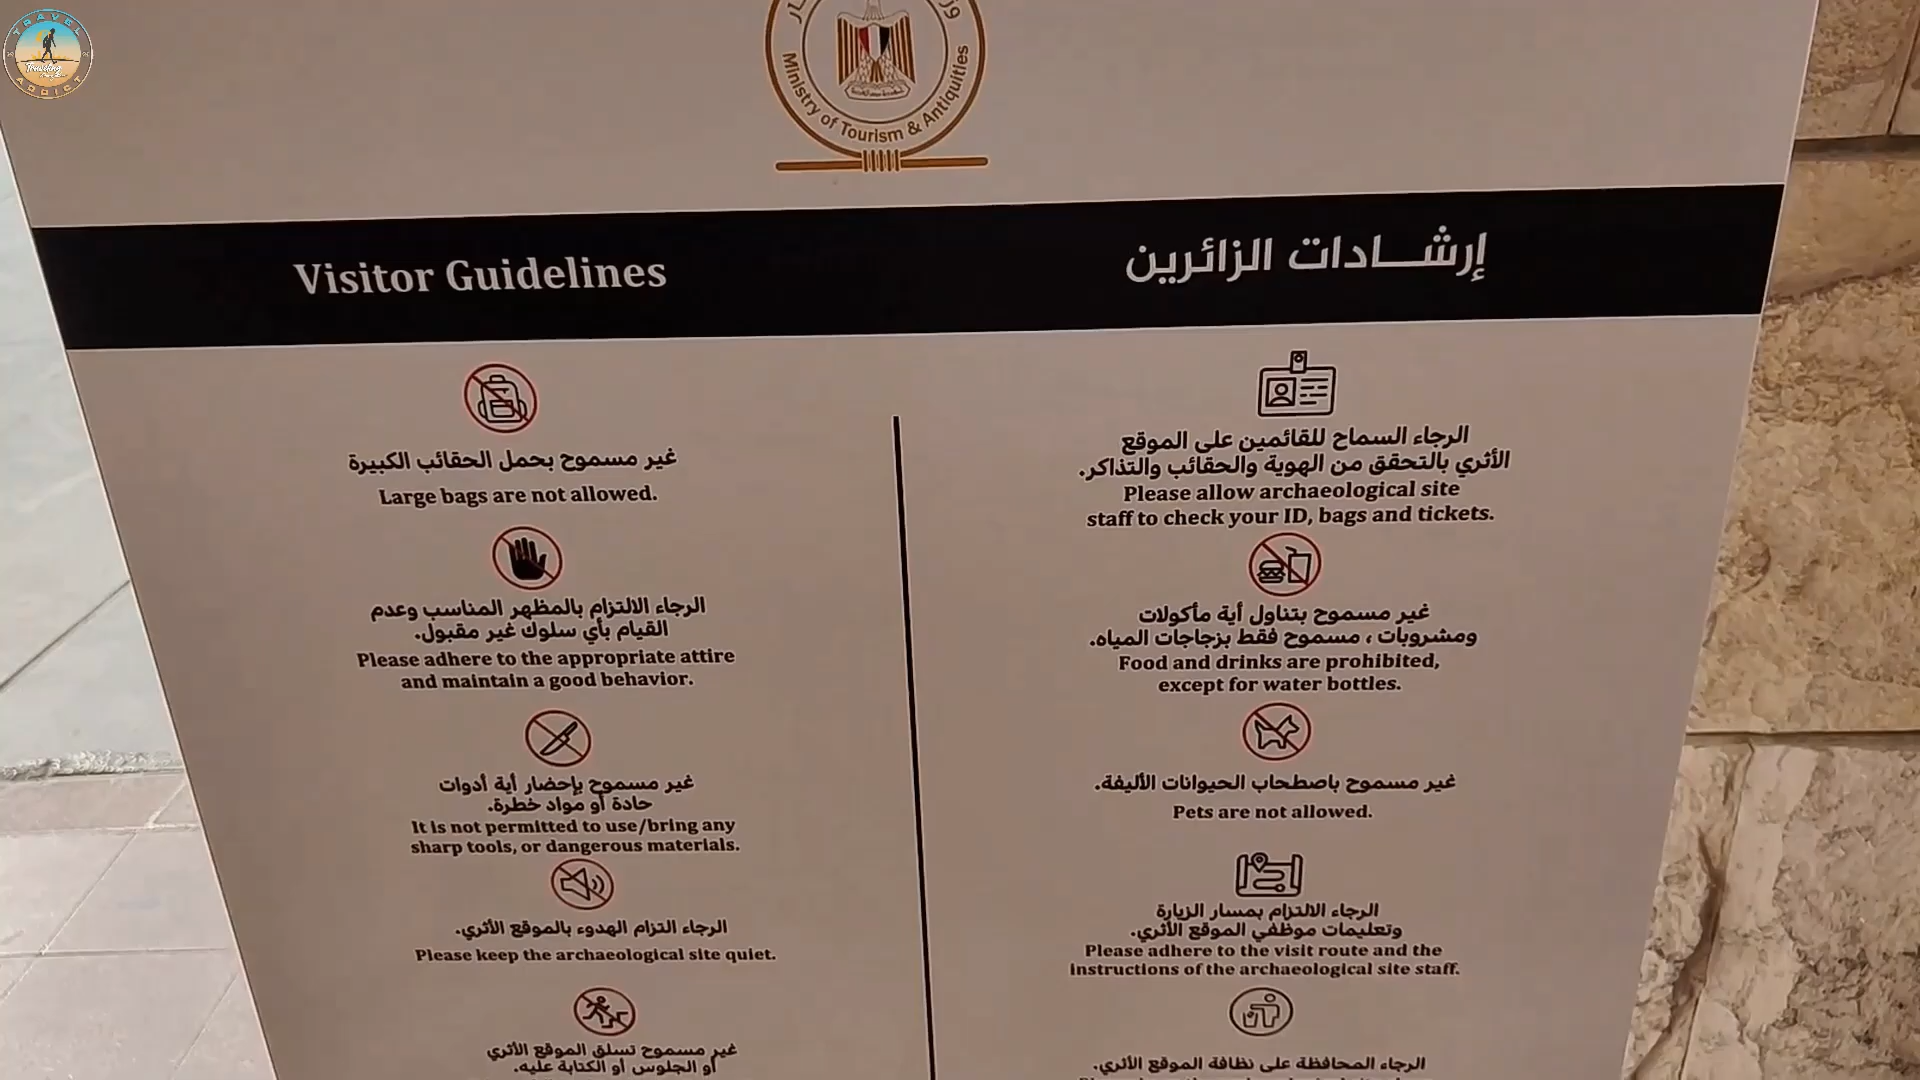 TRAVEL
Traveling
ADDICT
Ministry of Tourism & Antiquities
Visitor Guidelines
إرشـــادات الزائرين
غير مسموح بحمل الحقائب الكبيرة
Large bags are not allowed.
الرجاء الالتزام بالمظهر المناسب وعدم
القيام بأي سلوك غير مقبول.
Please adhere to the appropriate attire
and maintain a good behavior.
غير مسموح بإحضار أية أدوات
حادة أو مواد خطرة.
It is not permitted to use/bring any
sharp tools, or dangerous materials.
الرجاء التزام الهدوء بالموقع الأثري.
Please keep the archaeological site quiet.
غير مسموح تسلق الموقع الأثري
أو الجلوس أو الكتابة عليه.
الرجاء السماح للقائمين على الموقع
الأثري بالتحقق من الهوية والحقائب والتذاكر.
Please allow archaeological site
staff to check your ID, bags and tickets.
غير مسموح بتناول أية مأكولات
ومشروبات ، مسموح فقط بزجاجات المياه.
Food and drinks are prohibited,
except for water bottles.
غير مسموح باصطحاب الحيوانات الأليفة.
Pets are not allowed.
الرجاء الالتزام بمسار الزيارة
وتعليمات موظفي الموقع الأثري.
Please adhere to the visit route and the
instructions of the archaeological site staff.
الرجاء المحافظة على نظافة الموقع الأثري.